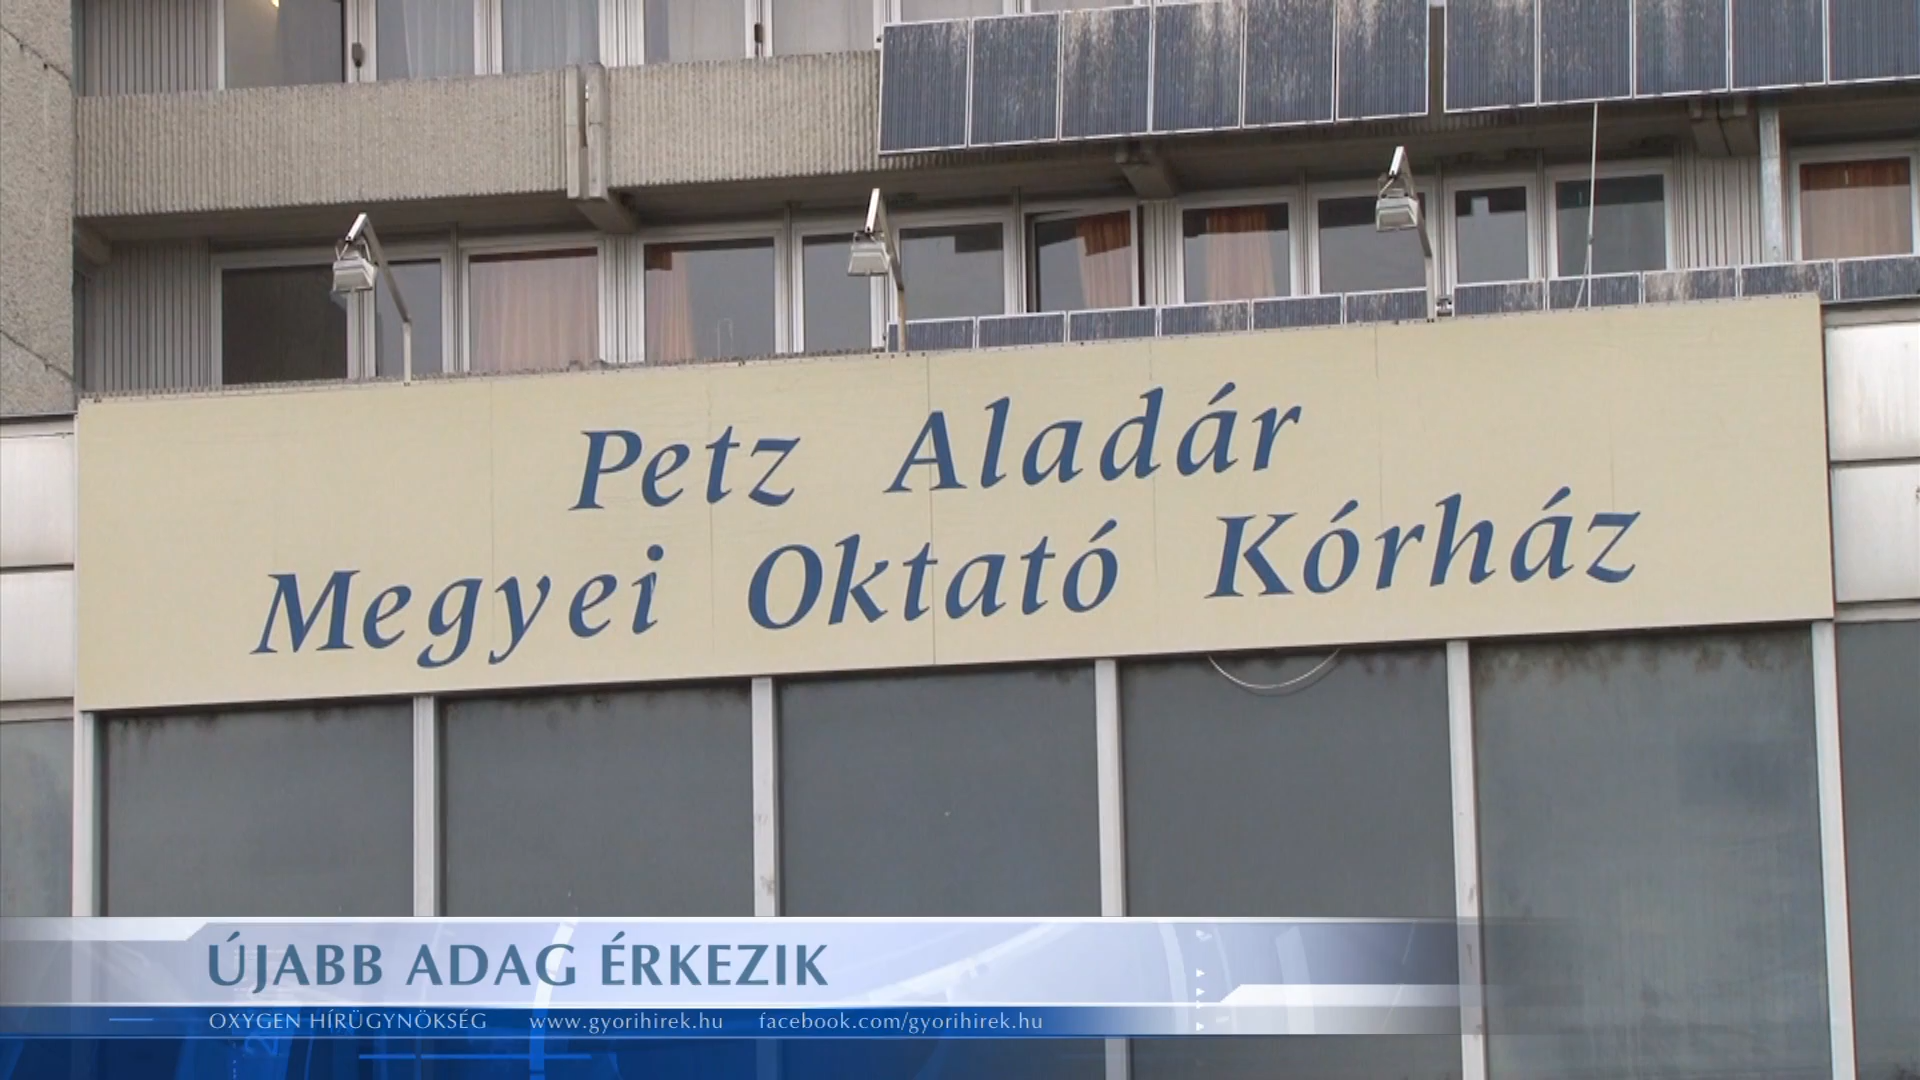 Petz Aladár
Megyei Oktató Kórház
ÚJABB ADAG ÉRKEZIK
OXYGEN HÍRÜGYNÖKSÉG www.gyorihirek.hu facebook.com/gyorihirek.hu